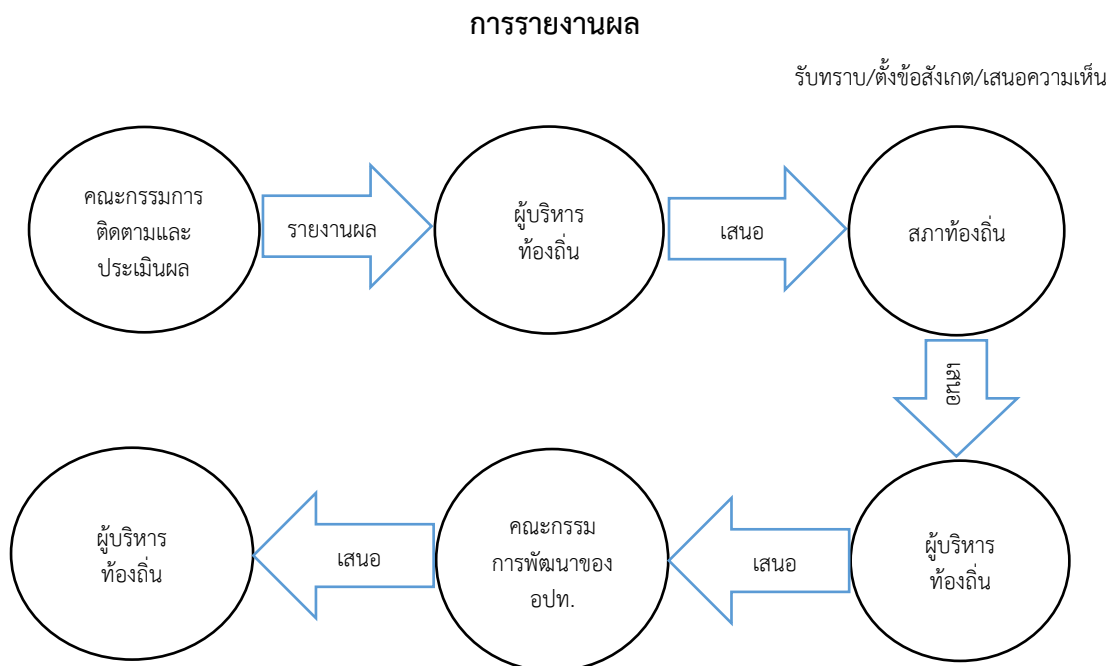 การรายงานผล
รับทราบ/ตั้งข้อสังเกต/เสนอความเห็น
คณะกรรมการ
ติดตามและ
ประเมินผล
รายงานผล
ผู้บริหาร
ท้องถิ่น
เสนอ
สภาท้องถิ่น
เสนอ
ผู้บริหาร
ท้องถิ่น
เสนอ
คณะกรรม
การพัฒนาของ
อปท.
เสนอ
ผู้บริหาร
ท้องถิ่น